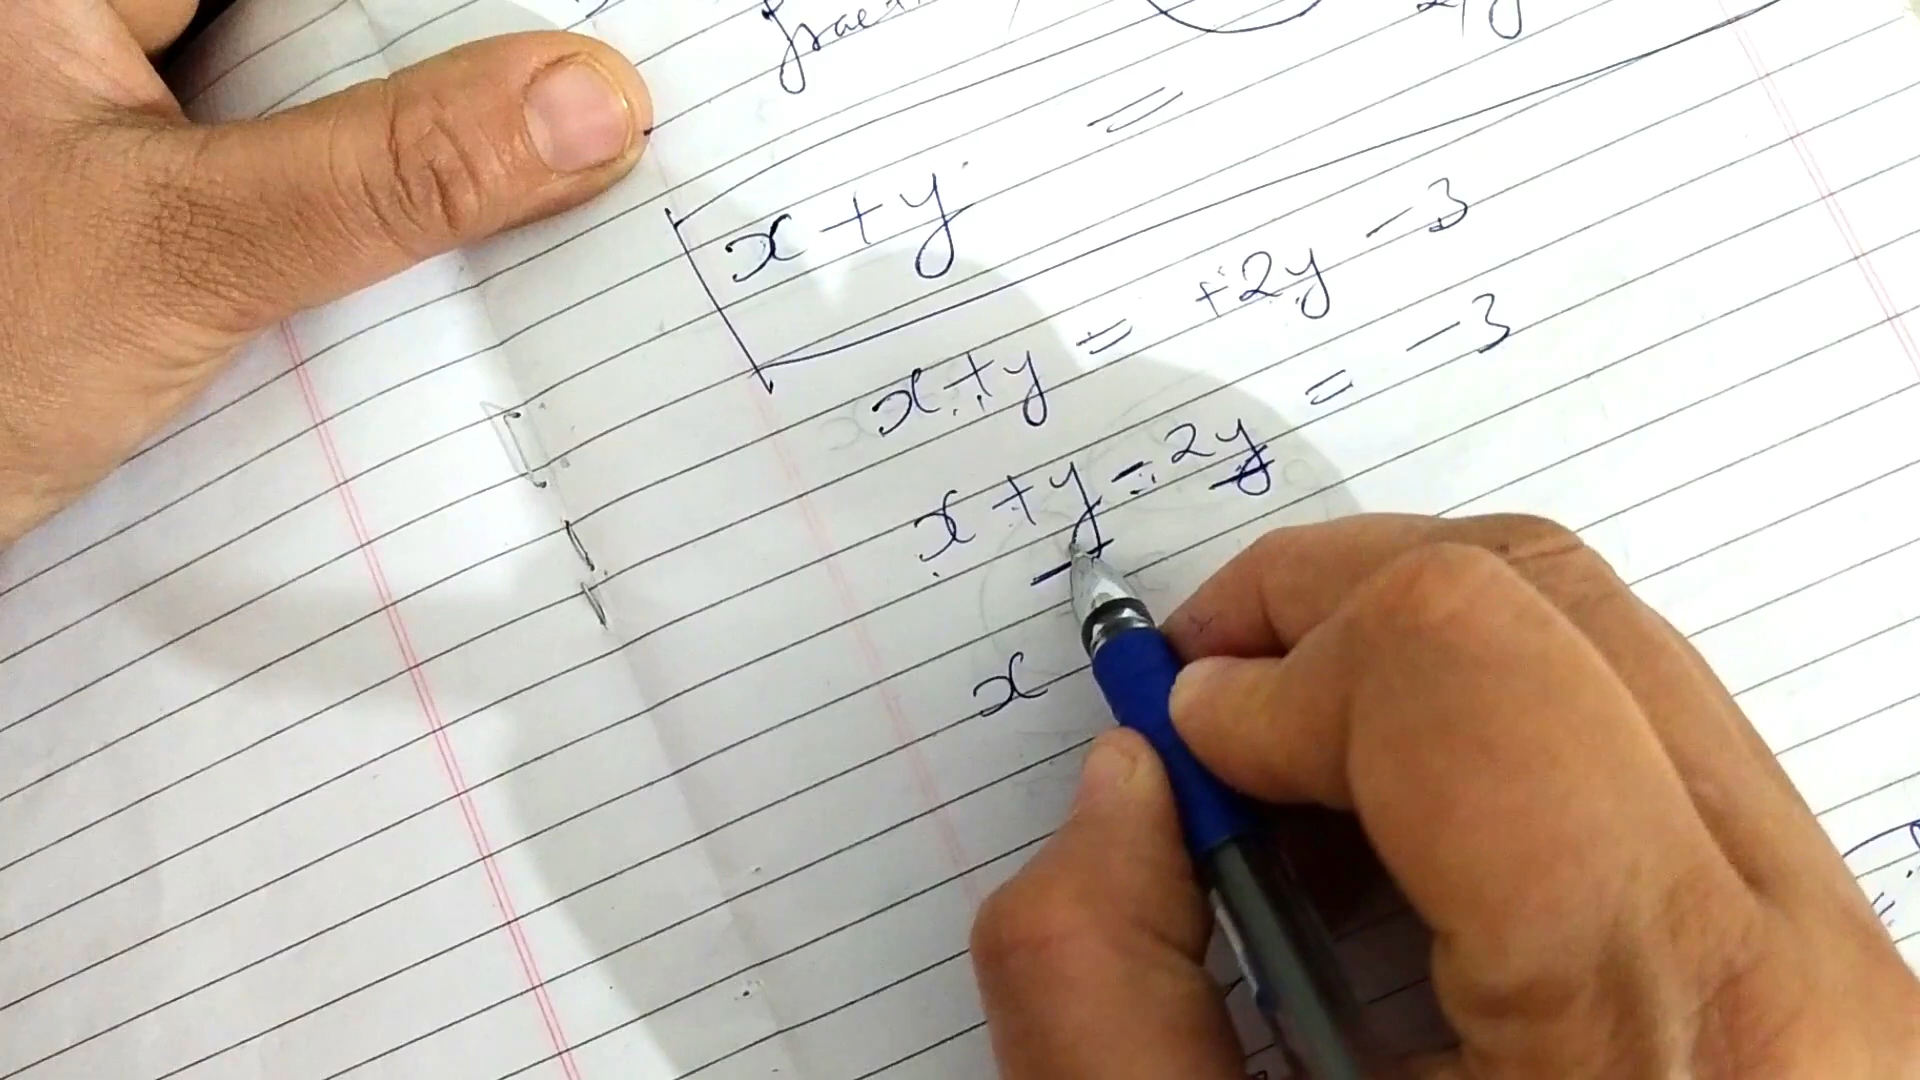 =
x + y
x + y = +2y - 3
x + y - 2y = - 3
x